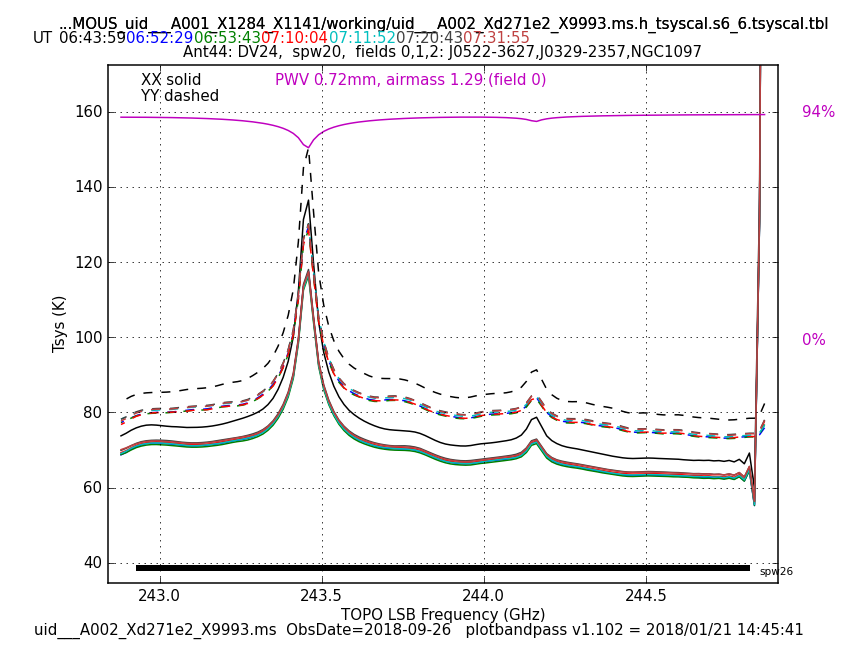 ...MOUS_uid___A001_X1284_X1141/working/uid___A002_Xd271e2_X9993.ms.h_tsyscal.s6_6.tsyscal.tbl
UT 06:43:59 06:52:29 06:53:43 07:10:04 07:11:52 07:20:43 07:31:55
Ant44: DV24, spw20, fields 0,1,2: J0522-3627,J0329-2357,NGC1097
XX solid PWV 0.72mm, airmass 1.29 (field 0)
YY dashed
94%
0%
160
140
120
100
80
60
40
Tsys (K)
spw26
243.0 243.5 244.0 244.5
TOPO LSB Frequency (GHz)
uid___A002_Xd271e2_X9993.ms ObsDate=2018-09-26 plotbandpass v1.102 = 2018/01/21 14:45:41